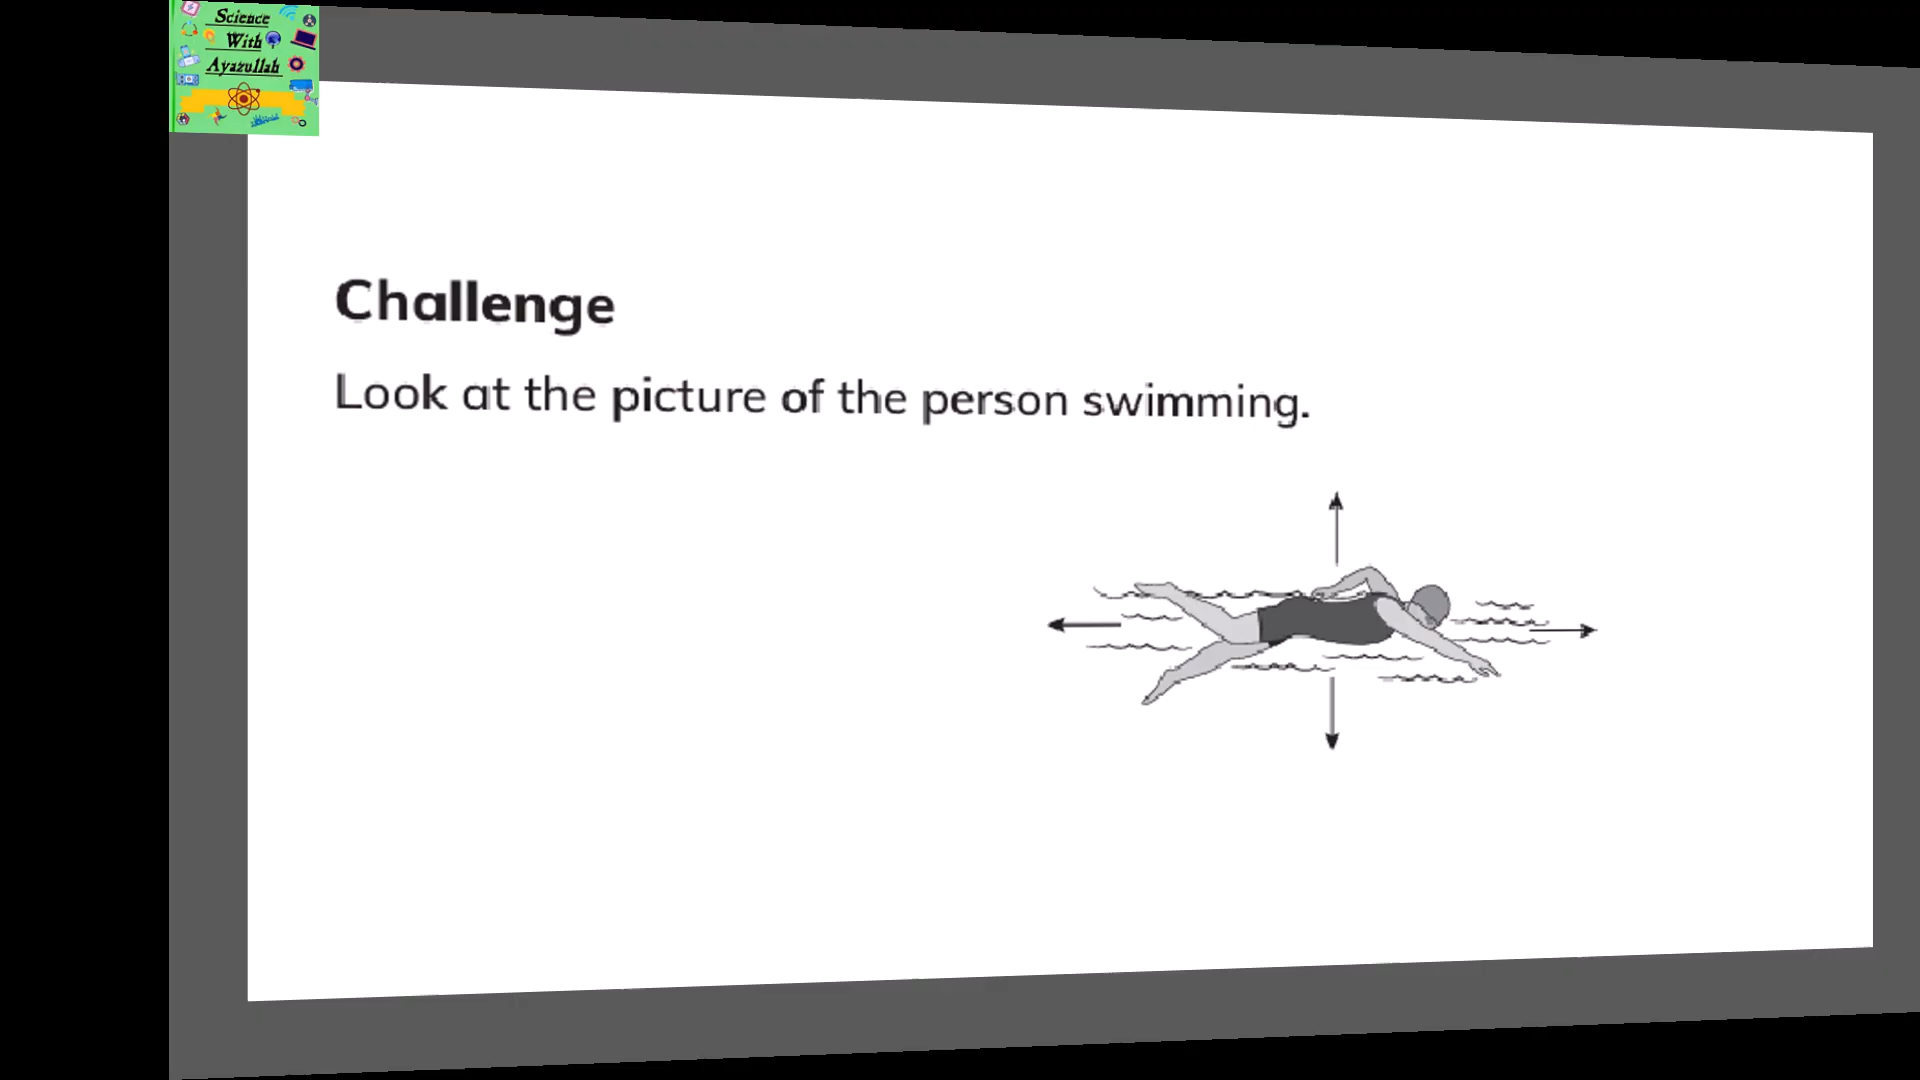 Science
With
Ayazullah
Challenge
Look at the picture of the person swimming.